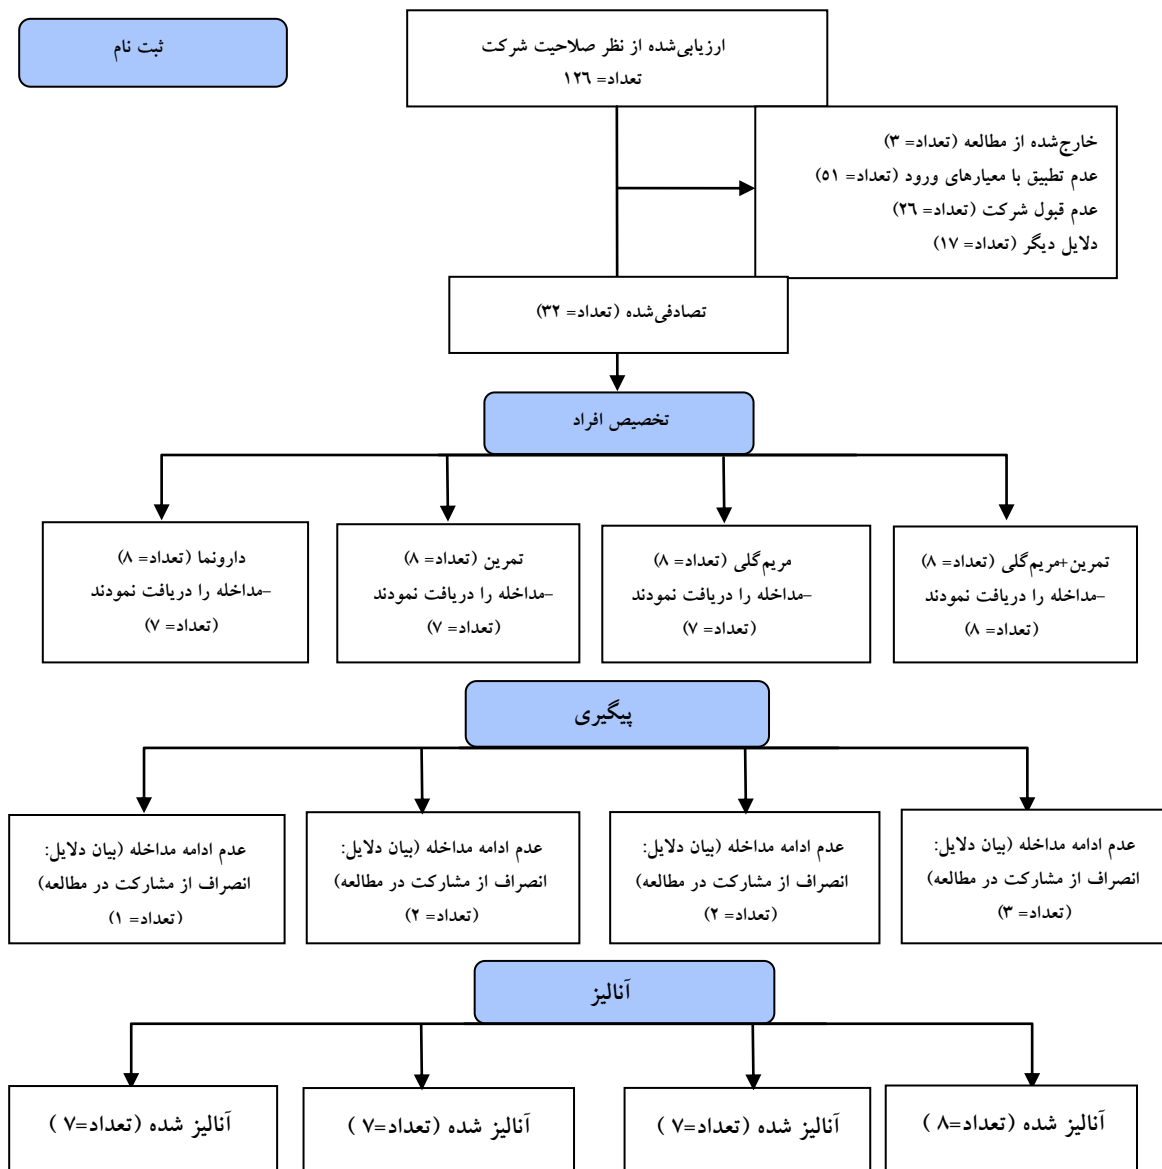 ثبت نام
ارزیابی‌شده از نظر صلاحیت شرکت
تعداد= ۱۲۶
خارج‌شده از مطالعه (تعداد= ۳)
عدم تطبیق با معیارهای ورود (تعداد= ۵۱)
عدم قبول شرکت (تعداد= ۲۶)
دلایل دیگر (تعداد= ۱۷)
تصادفی‌شده (تعداد= ۳۲)
تخصیص افراد
تمرین+مریم‌گلی (تعداد= ۸)
-مداخله را دریافت نمودند
(تعداد= ۸)
مریم‌گلی (تعداد= ۸)
-مداخله را دریافت نمودند
(تعداد= ۷)
تمرین (تعداد= ۸)
-مداخله را دریافت نمودند
(تعداد= ۷)
دارونما (تعداد= ۸)
-مداخله را دریافت نمودند
(تعداد= ۷)
پیگیری
عدم ادامه مداخله (بیان دلایل:
انصراف از مشارکت در مطالعه)
(تعداد= ۳)
عدم ادامه مداخله (بیان دلایل:
انصراف از مشارکت در مطالعه)
(تعداد= ۲)
عدم ادامه مداخله (بیان دلایل:
انصراف از مشارکت در مطالعه)
(تعداد= ۲)
عدم ادامه مداخله (بیان دلایل:
انصراف از مشارکت در مطالعه)
(تعداد= ۱)
آنالیز
آنالیز شده (تعداد=۸ )
آنالیز شده (تعداد=۷ )
آنالیز شده (تعداد=۷ )
آنالیز شده (تعداد=۷ )